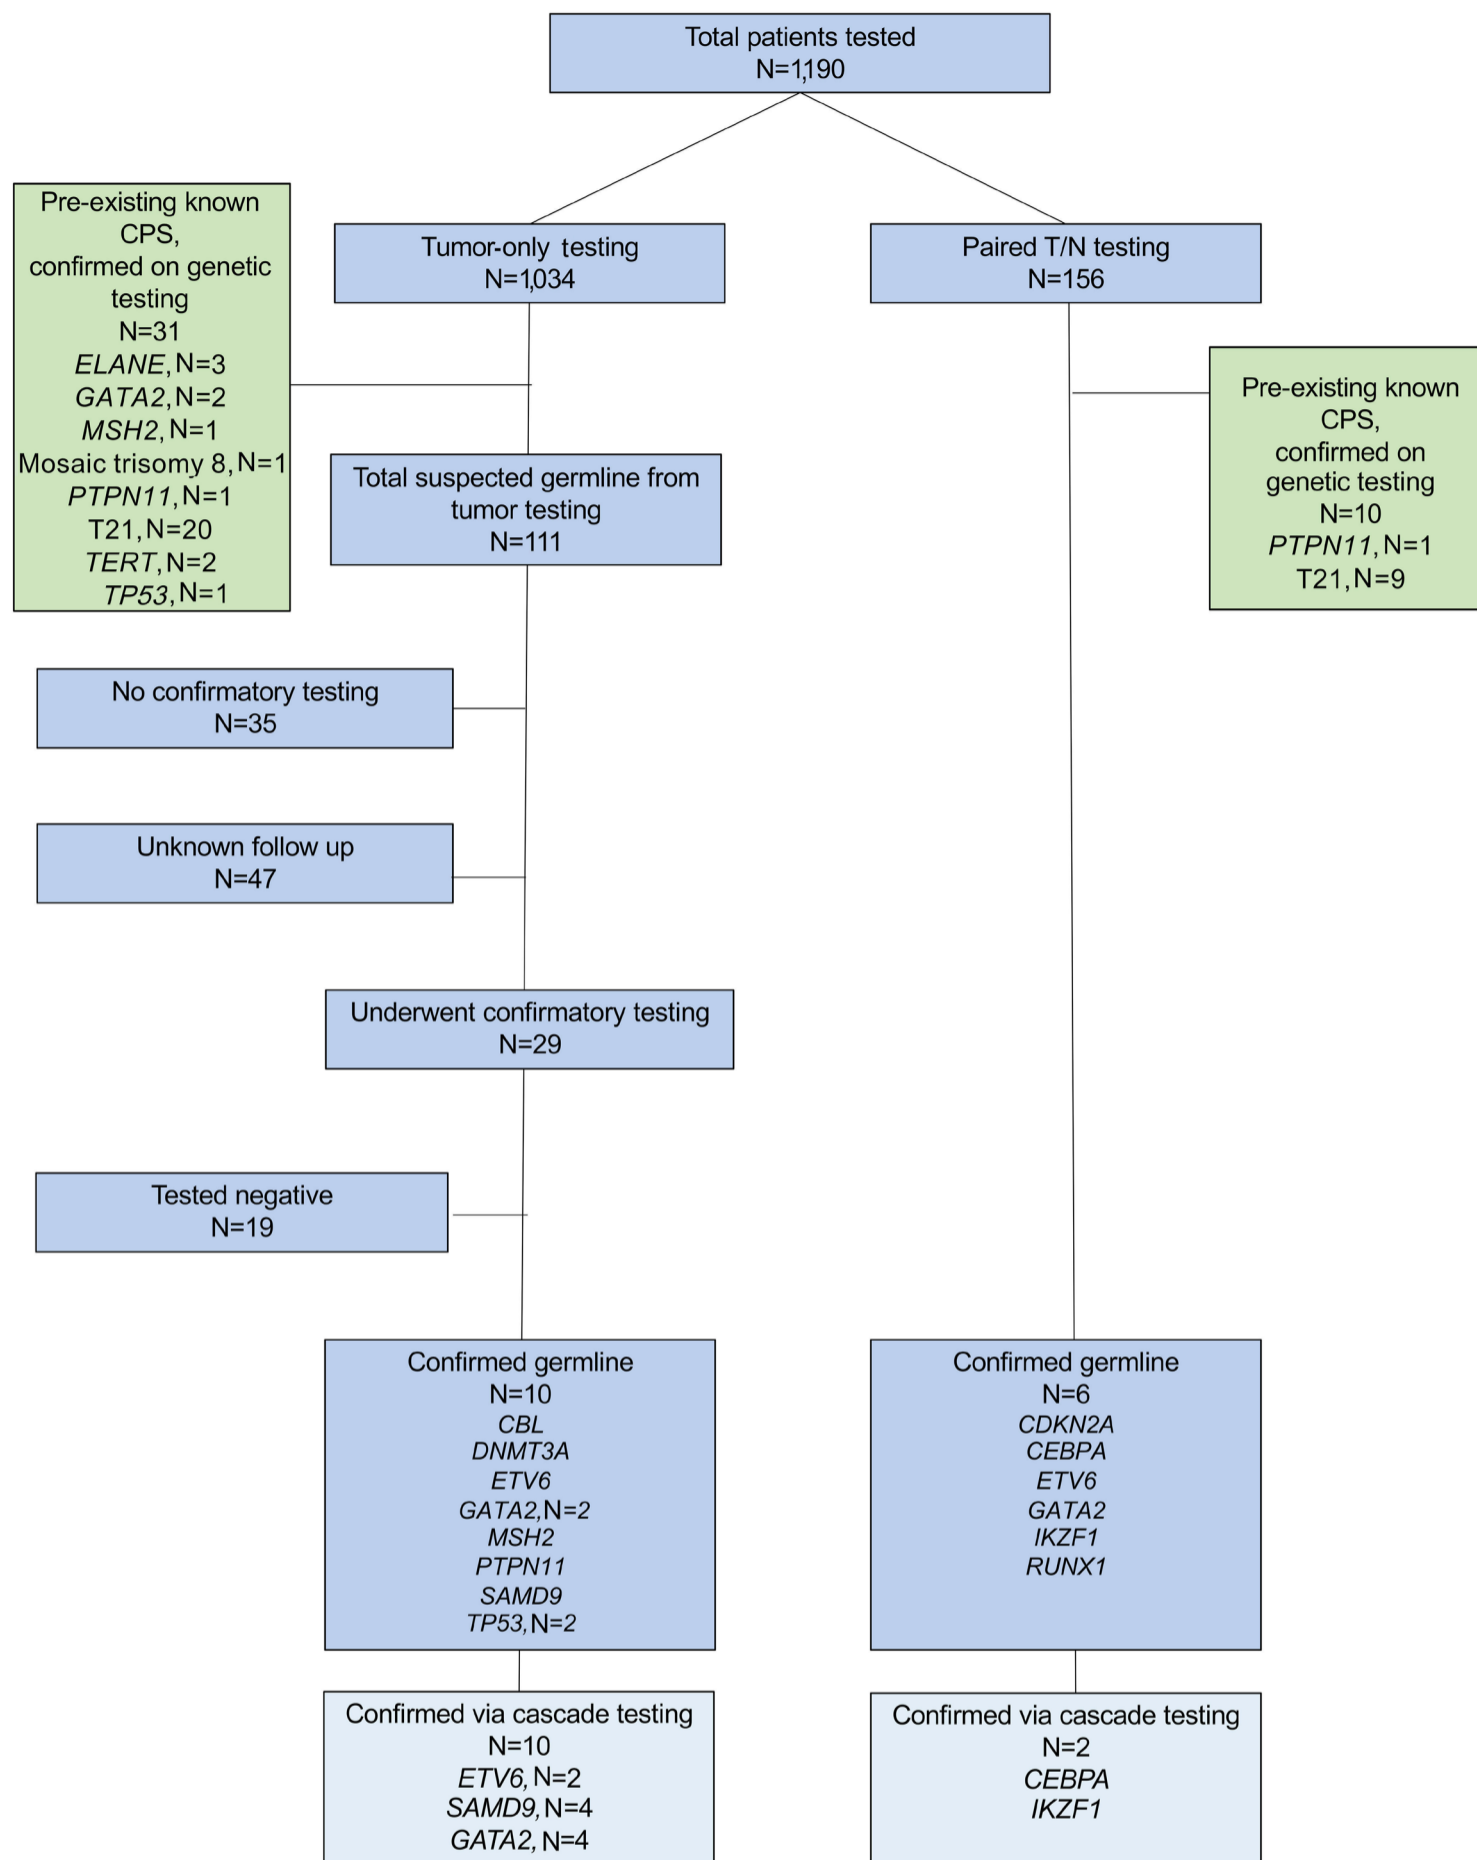 Total patients tested
N=1,190
Tumor-only testing
N=1,034
Paired T/N testing
N=156
Pre-existing known
CPS,
confirmed on genetic
testing
N=31
ELANE, N=3
GATA2, N=2
MSH2, N=1
Mosaic trisomy 8, N=1
PTPN11, N=1
T21, N=20
TERT, N=2
TP53, N=1
Pre-existing known
CPS,
confirmed on
genetic testing
N=10
PTPN11, N=1
T21, N=9
Total suspected germline from
tumor testing
N=111
No confirmatory testing
N=35
Unknown follow up
N=47
Underwent confirmatory testing
N=29
Tested negative
N=19
Confirmed germline
N=10
CBL
DNMT3A
ETV6
GATA2, N=2
MSH2
PTPN11
SAMD9
TP53, N=2
Confirmed germline
N=6
CDKN2A
CEBPA
ETV6
GATA2
IKZF1
RUNX1
Confirmed via cascade testing
N=10
ETV6, N=2
SAMD9, N=4
GATA2, N=4
Confirmed via cascade testing
N=2
CEBPA
IKZF1